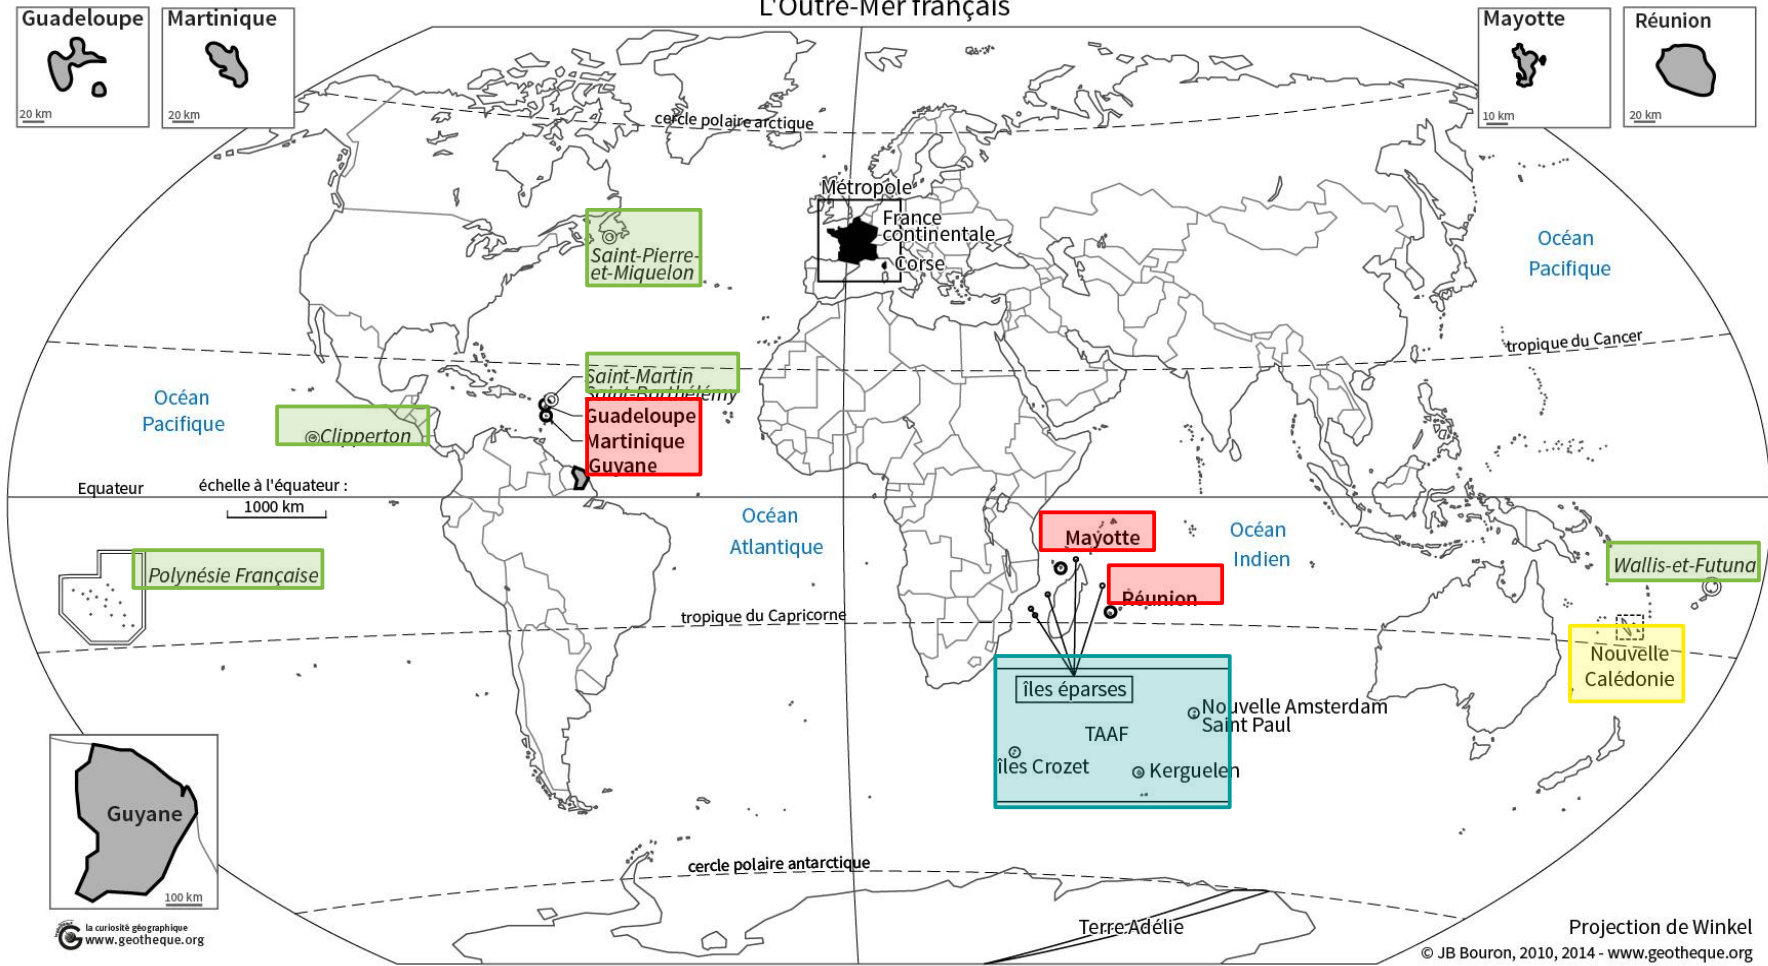 L'Outre-Mer français
Guadeloupe
20 km
Martinique
20 km
Mayotte
10 km
Réunion
20 km
cercle polaire arctique
Métropole
France
continentale
Corse
Saint-Pierre-
et-Miquelon
Océan
Pacifique
tropique du Cancer
Saint-Martin
Saint-Barthélémy
Océan
Pacifique
Guadeloupe
Martinique
Guyane
Clipperton
Equateur
échelle à l'équateur :
1000 km
Océan
Atlantique
Mayotte
Océan
Indien
Polynésie Française
Wallis-et-Futuna
Réunion
tropique du Capricorne
Nouvelle
Calédonie
îles éparses
Nouvelle Amsterdam
Saint Paul
TAAF
îles Crozet
Kerguelen
Guyane
100 km
cercle polaire antarctique
la curiosité géographique
www.geotheque.org
Terre Adélie
Projection de Winkel
© JB Bouron, 2010, 2014 - www.geotheque.org